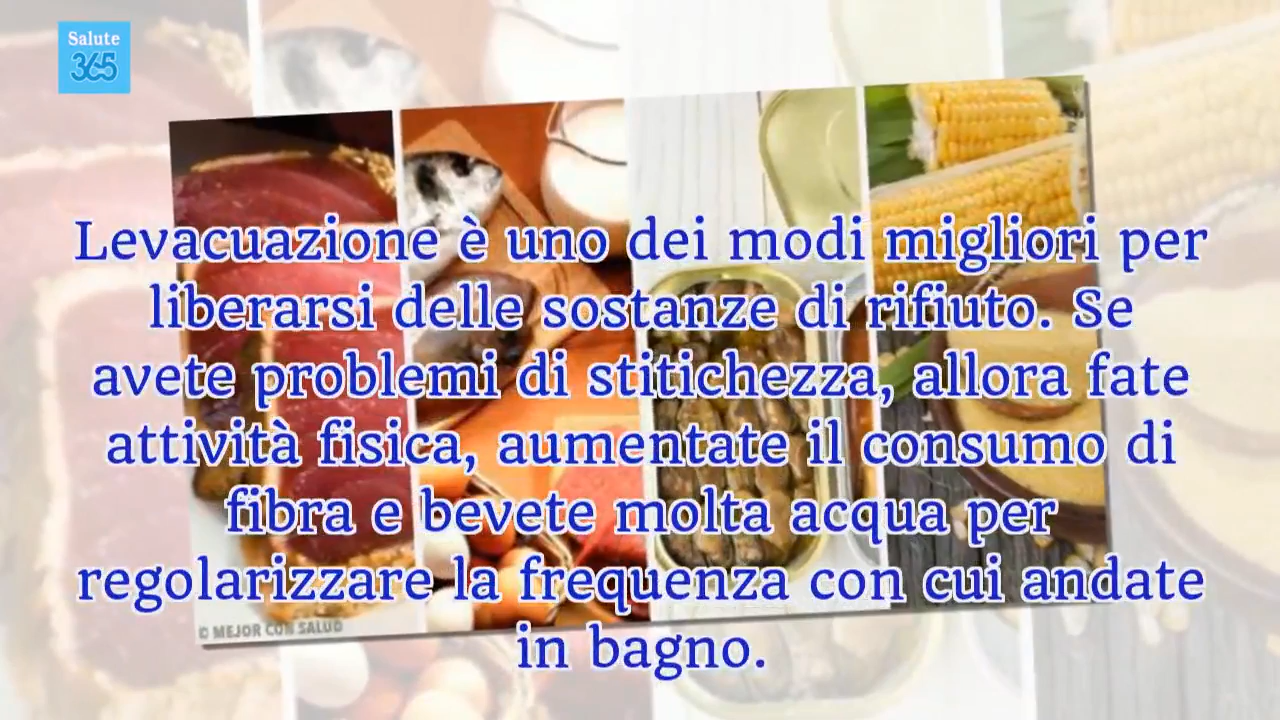 Salute
365
Levacuazione è uno dei modi migliori per
liberarsi delle sostanze di rifiuto. Se
avete problemi di stitichezza, allora fate
attività fisica, aumentate il consumo di
fibra e bevete molta acqua per
regolarizzare la frequenza con cui andate
in bagno.
© MEJOR CON SALUD